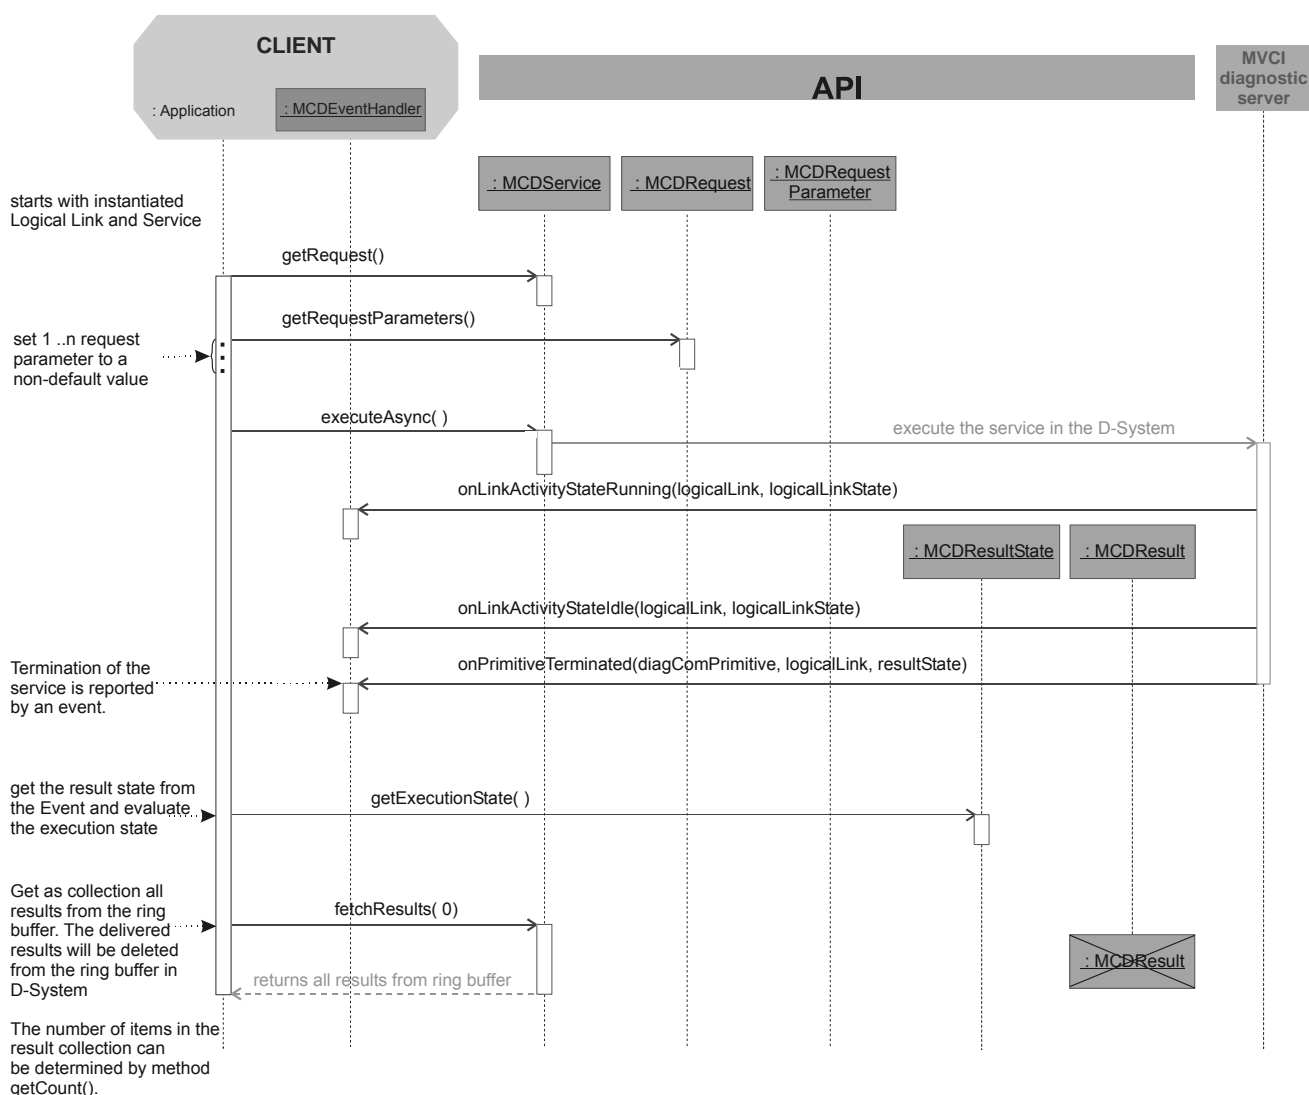 CLIENT
: Application
: MCDEventHandler
API
MVCI
diagnostic
server
: MCDService
: MCDRequest
: MCDRequest
Parameter
starts with instantiated
Logical Link and Service
getRequest()
getRequestParameters()
set 1 ..n request
parameter to a
non-default value
executeAsync( )
execute the service in the D-System
onLinkActivityStateRunning(logicalLink, logicalLinkState)
: MCDResultState
: MCDResult
onLinkActivityStateIdle(logicalLink, logicalLinkState)
onPrimitiveTerminated(diagComPrimitive, logicalLink, resultState)
Termination of the
service is reported
by an event.
get the result state from
the Event and evaluate
the execution state
getExecutionState( )
Get as collection all
results from the ring
buffer. The delivered
results will be deleted
from the ring buffer in
D-System
fetchResults( 0)
: MCDResult
returns all results from ring buffer
The number of items in the
result collection can
be determined by method
getCount().